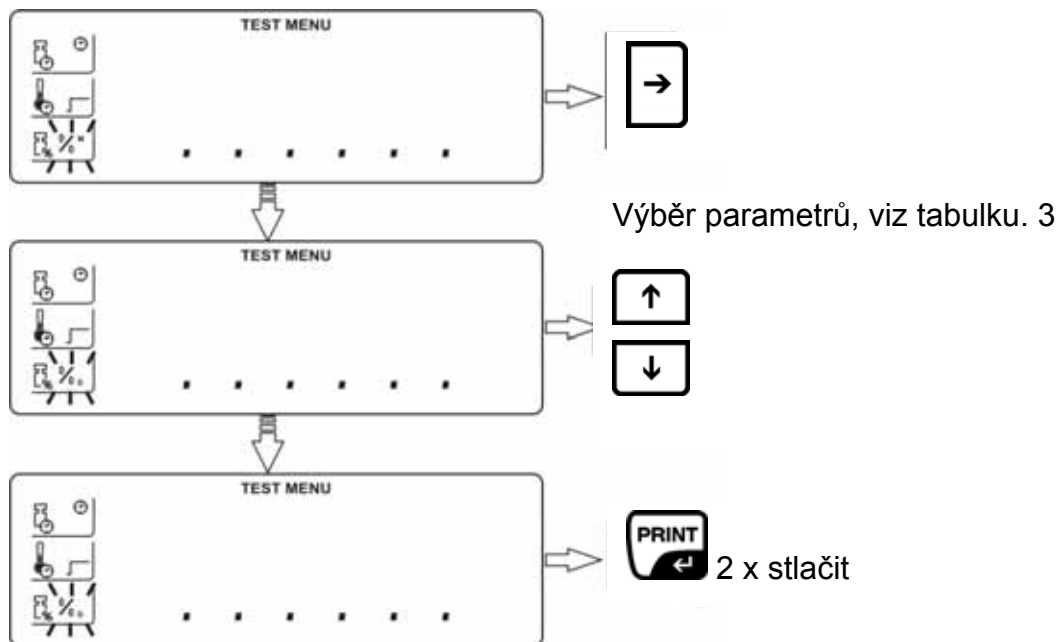 TEST MENU
→
Výběr parametrů, viz tabulku. 3
TEST MENU
↑
↓
TEST MENU
PRINT
2 x stlačit